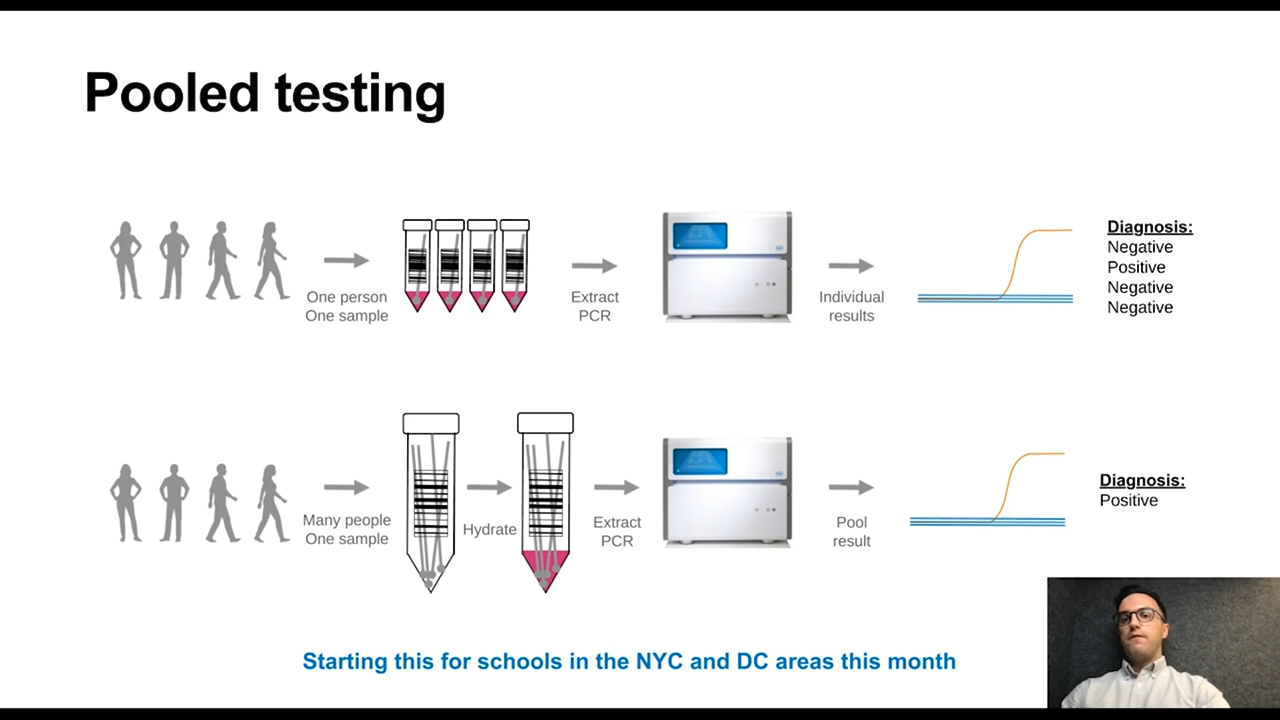 Pooled testing
One person
One sample
Extract
PCR
Individual
results
Diagnosis:
Negative
Positive
Negative
Negative
Many people
One sample
Hydrate
Extract
PCR
Pool
result
Diagnosis:
Positive
Starting this for schools in the NYC and DC areas this month